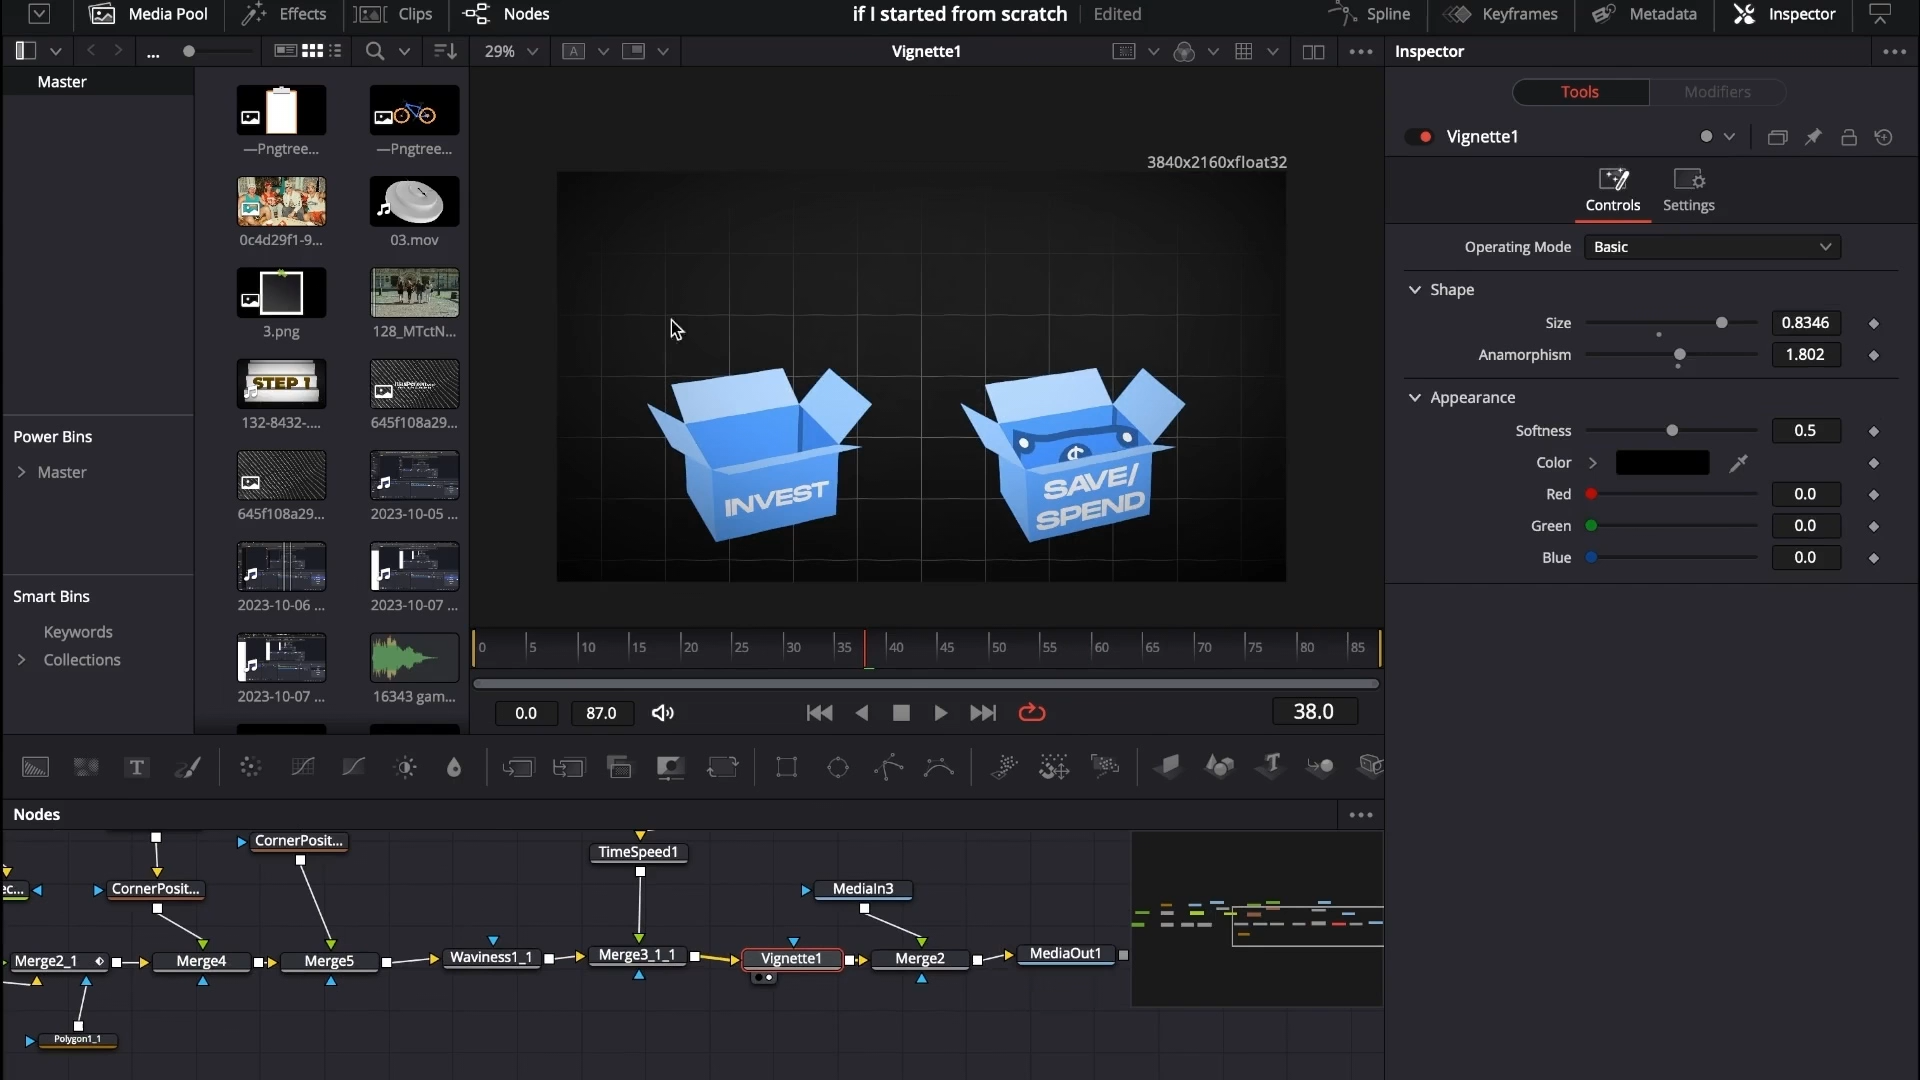 Media Pool Effects Clips Nodes if I started from scratch Edited Spline Keyframes Metadata Inspector
... 29% A Vignette1 Inspector
Master
Tools Modifiers
Vignette1
—Pngtree... —Pngtree...
3840x2160xfloat32
Controls Settings
0c4d29f1-9... 03.mov
Operating Mode Basic
Shape
Size 0.8346
3.png 128_MTctN...
Anamorphism 1.802
STEP 1
Appearance
132-8432-.... 645f108a29...
Softness 0.5
Power Bins
Color
Master
INVEST
SAVE/
SPEND
Red 0.0
645f108a29... 2023-10-05 ...
Green 0.0
Blue 0.0
Smart Bins
2023-10-06 ... 2023-10-07 ...
Keywords
Collections
0 5 10 15 20 25 30 35 40 45 50 55 60 65 70 75 80 85
2023-10-07 ... 16343 gam...
0.0 87.0 38.0
T
Nodes
CornerPosit...
TimeSpeed1
ec... CornerPosit... MediaIn3
Merge2_1 Merge4 Merge5 Waviness1_1 Merge3_1_1 Vignette1 Merge2 MediaOut1
Polygon1_1